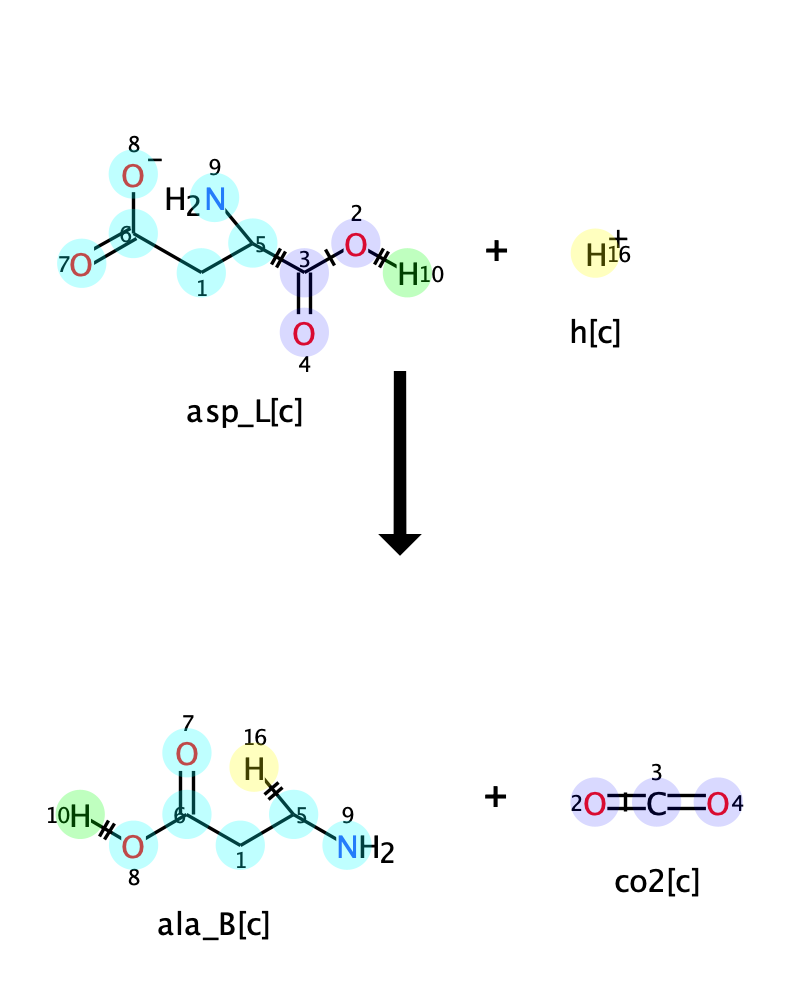 8
O−
9
H2N
2
O
6
5
3
7O
H10
+
H+
16
1
O
4
h[c]
asp_L[c]
7
O
16
H
3
10H
6
5
9
+
2O
C
O4
O
NH2
8
1
co2[c]
ala_B[c]